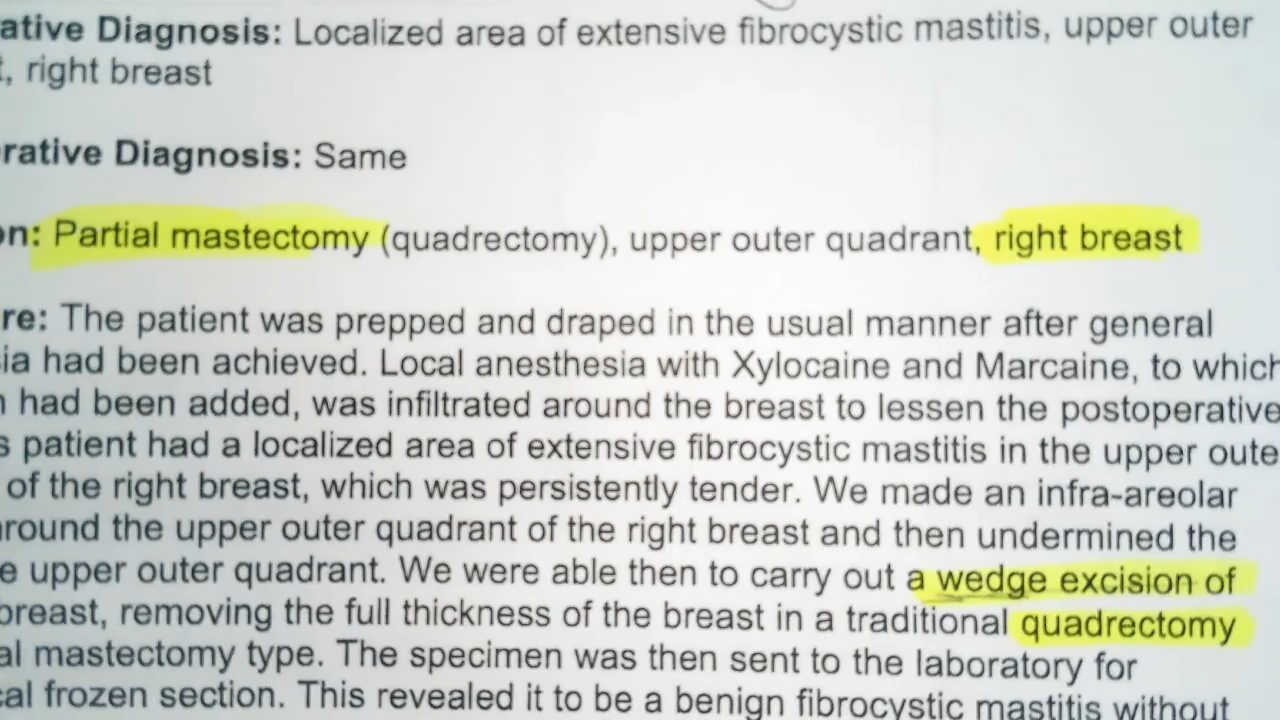 ative Diagnosis: Localized area of extensive fibrocystic mastitis, upper outer
t, right breast
rative Diagnosis: Same
on: Partial mastectomy (quadrectomy), upper outer quadrant, right breast
re: The patient was prepped and draped in the usual manner after general
ia had been achieved. Local anesthesia with Xylocaine and Marcaine, to which
n had been added, was infiltrated around the breast to lessen the postoperative
s patient had a localized area of extensive fibrocystic mastitis in the upper oute
of the right breast, which was persistently tender. We made an infra-areolar
around the upper outer quadrant of the right breast and then undermined the
e upper outer quadrant. We were able then to carry out a wedge excision of
breast, removing the full thickness of the breast in a traditional quadrectomy
al mastectomy type. The specimen was then sent to the laboratory for
cal frozen section. This revealed it to be a benign fibrocystic mastitis without